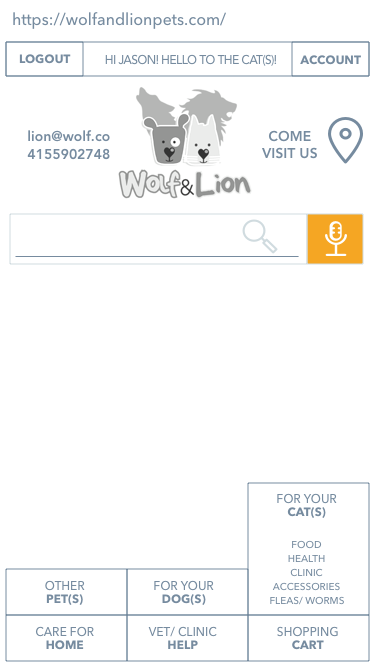 https://wolfandlionpets.com/
LOGOUT
HI JASON! HELLO TO THE CAT(S)!
ACCOUNT
lion@wolf.co
4155902748
Wolf&Lion
COME
VISIT US
FOR YOUR
CAT(S)
FOOD
HEALTH
CLINIC
ACCESSORIES
FLEAS/ WORMS
OTHER
PET(S)
FOR YOUR
DOG(S)
CARE FOR
HOME
VET/ CLINIC
HELP
SHOPPING
CART